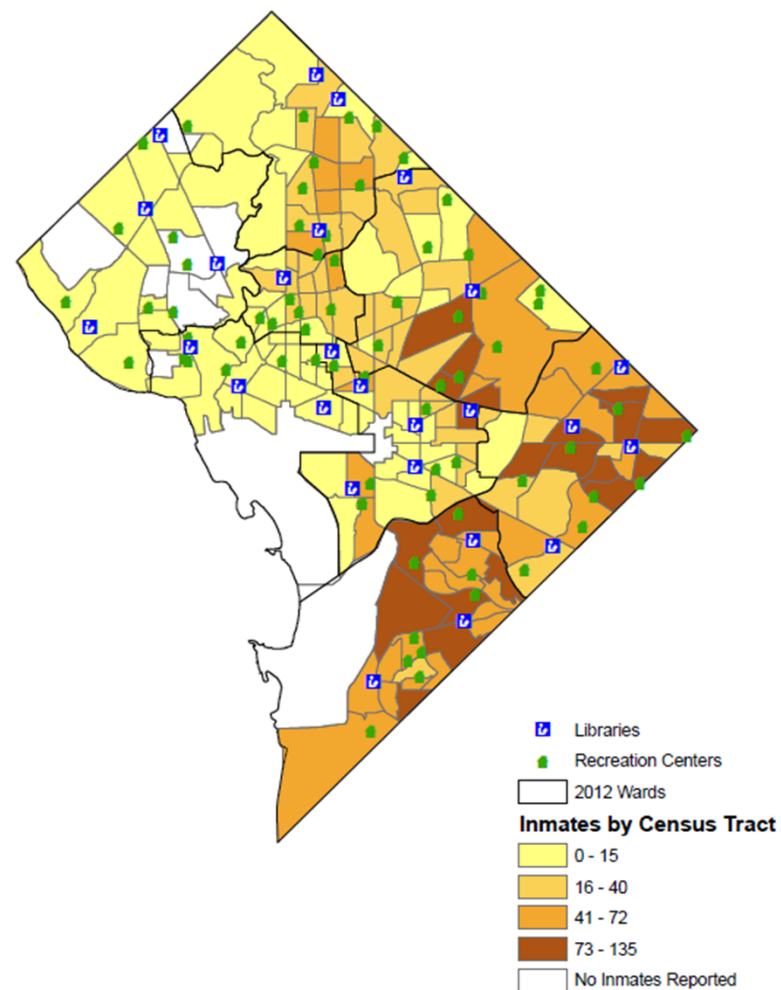 Libraries
Recreation Centers
2012 Wards
Inmates by Census Tract
0 - 15
16 - 40
41 - 72
73 - 135
No Inmates Reported